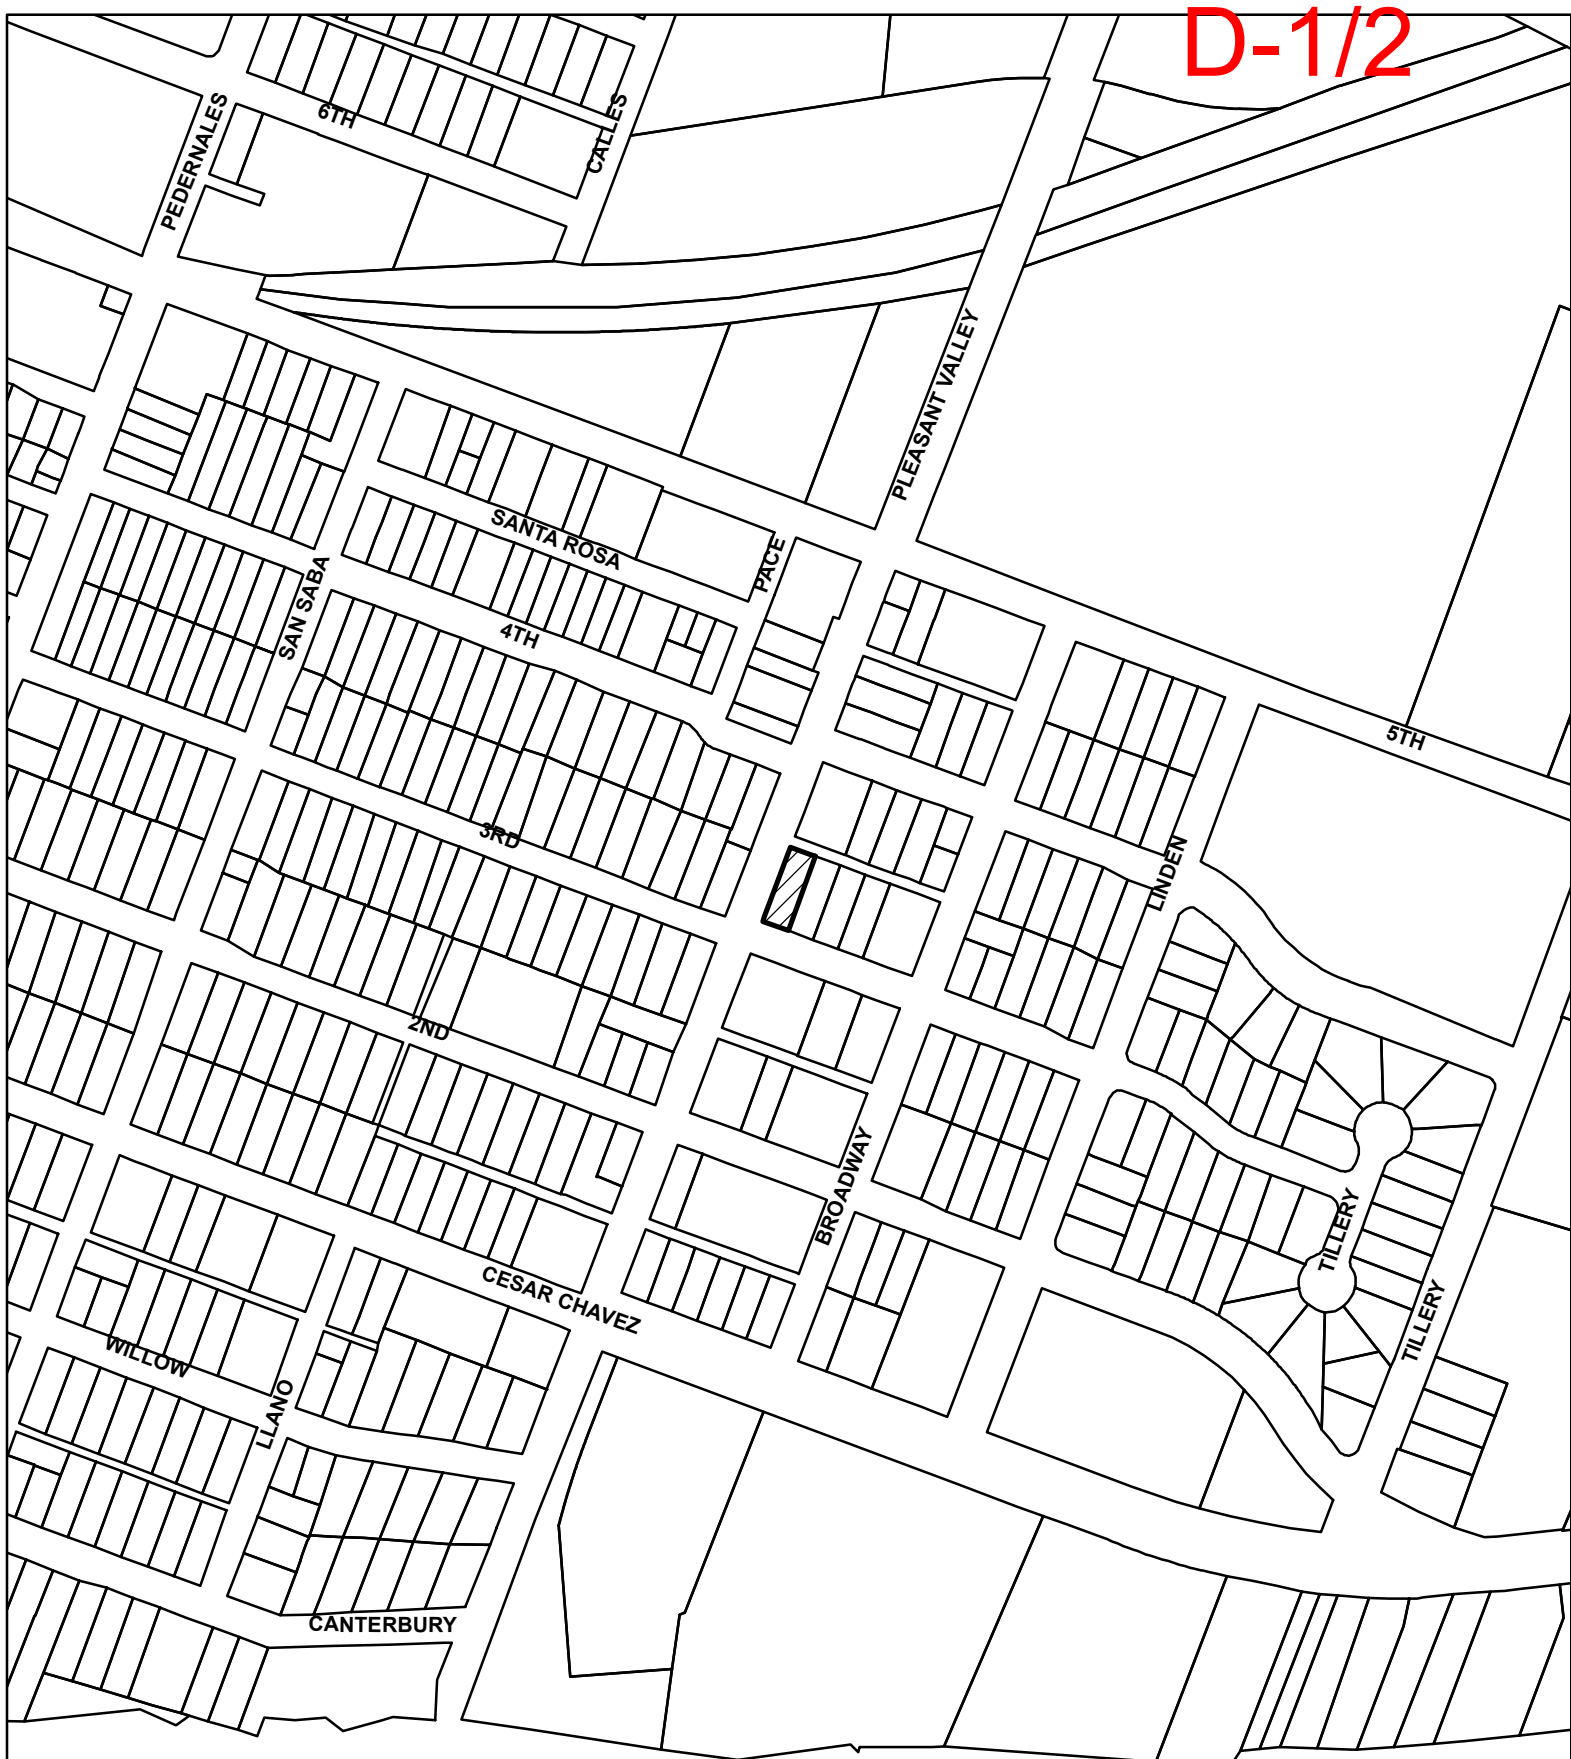 D-1/2
6TH
PEDERNALES
CALLES
PLEASANT VALLEY
SANTA ROSA
PACE
SAN SABA
4TH
5TH
3RD
LINDEN
2ND
BROADWAY
TILLERY
CESAR CHAVEZ
TILLERY
WILLOW
LLANO
CANTERBURY